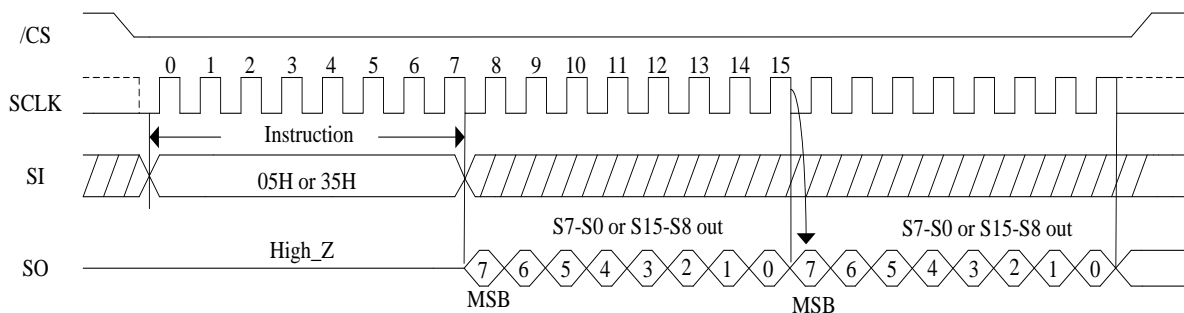 /CS
0 1 2 3 4 5 6 7 8 9 10 11 12 13 14 15
SCLK
Instruction
SI
05H or 35H
S7-S0 or S15-S8 out S7-S0 or S15-S8 out
High_Z
SO
7 6 5 4 3 2 1 0 7 6 5 4 3 2 1 0
MSB MSB